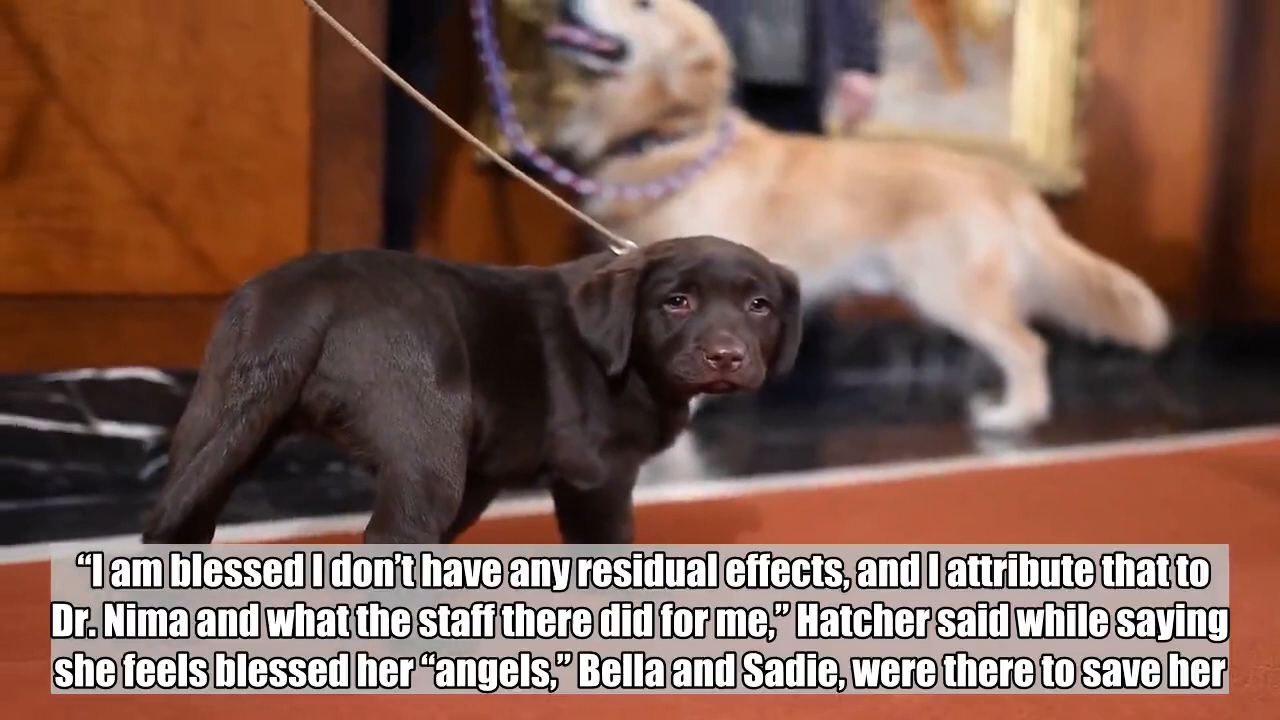 “I am blessed I don’t have any residual effects, and I attribute that to
Dr. Nima and what the staff there did for me,” Hatcher said while saying
she feels blessed her “angels,” Bella and Sadie, were there to save her